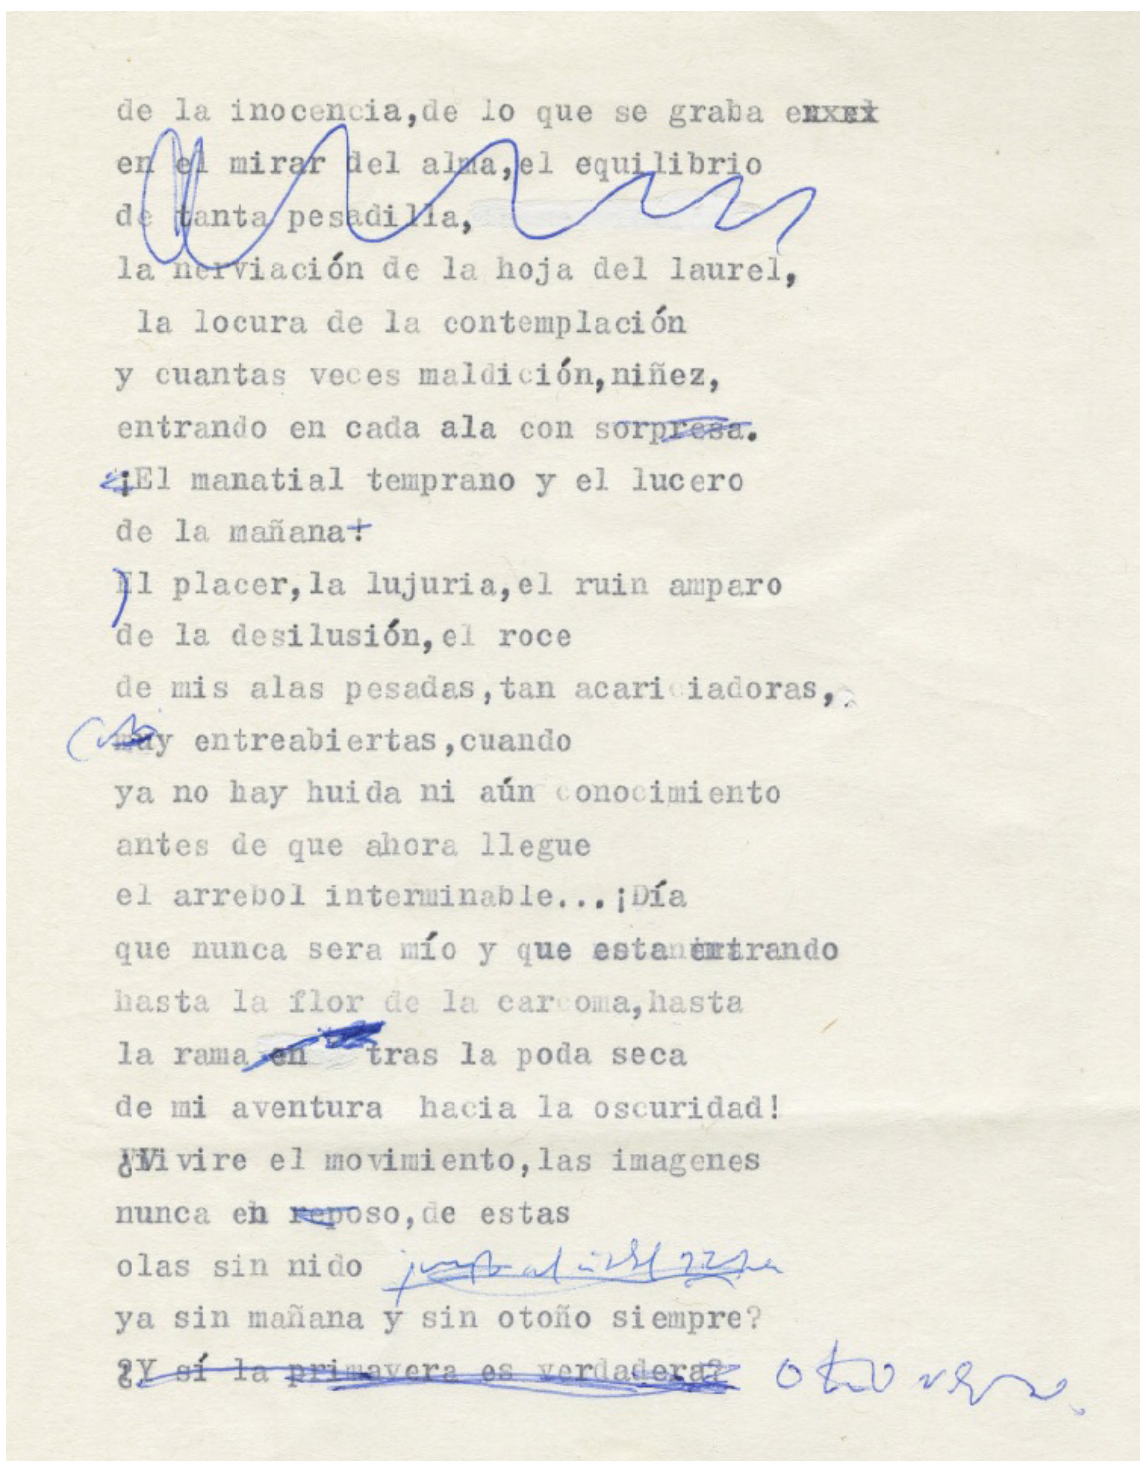 de la inocencia,de lo que se graba enxel
en el mirar del alma,el equilibrio
de tanta pesadilla,
la nerviación de la hoja del laurel,
la locura de la contemplación
y cuantas veces maldición,niñez,
entrando en cada ala con sorpresa.
¡El manatial temprano y el lucero
de la mañana!
El placer,la lujuria,el ruin amparo
de la desilusión,el roce
de mis alas pesadas,tan acariciadoras,
muy entreabiertas,cuando
ya no hay huida ni aún conocimiento
antes de que ahora llegue
el arrebol interminable...¡Día
que nunca sera mío y que esta entrando
hasta la flor de la carcoma,hasta
la rama en tras la poda seca
de mi aventura hacia la oscuridad!
¿Vivire el movimiento,las imagenes
nunca en reposo,de estas
olas sin nido
ya sin mañana y sin otoño siempre?
¿Y sí la primavera es verdadera?